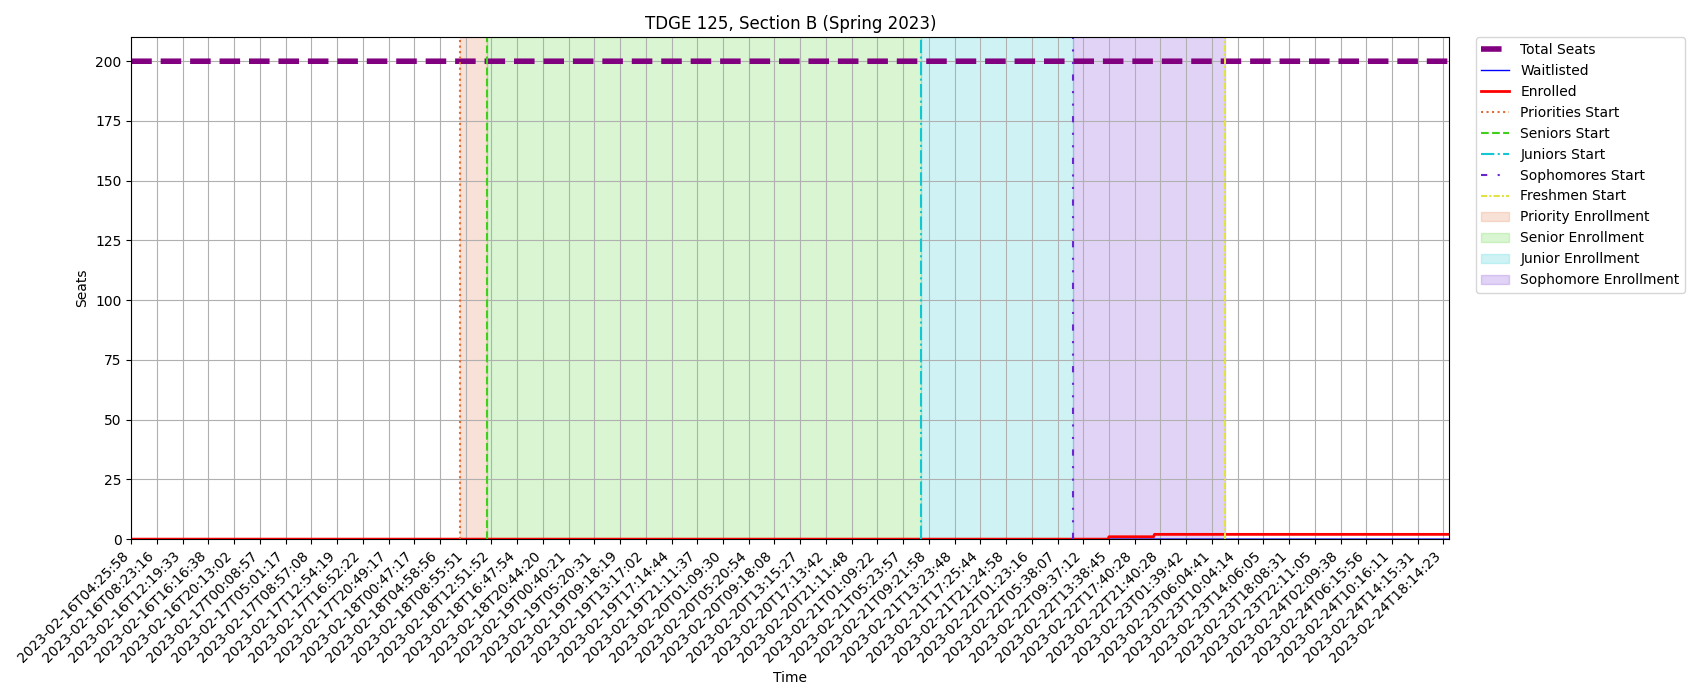 TDGE 125, Section B (Spring 2023)
200
175
150
125
100
75
50
25
0
Seats
2023-02-16T04:25:58
2023-02-16T08:23:16
2023-02-16T12:19:33
2023-02-16T16:16:38
2023-02-16T20:13:02
2023-02-17T00:08:57
2023-02-17T05:01:17
2023-02-17T08:57:08
2023-02-17T12:54:19
2023-02-17T16:52:22
2023-02-17T20:49:17
2023-02-18T00:47:17
2023-02-18T04:58:56
2023-02-18T08:55:51
2023-02-18T12:51:52
2023-02-18T16:47:54
2023-02-18T20:44:20
2023-02-19T00:40:21
2023-02-19T05:20:31
2023-02-19T09:18:19
2023-02-19T13:17:02
2023-02-19T17:14:44
2023-02-19T21:11:37
2023-02-20T01:09:30
2023-02-20T05:20:54
2023-02-20T09:18:08
2023-02-20T13:15:27
2023-02-20T17:13:42
2023-02-20T21:11:48
2023-02-21T01:09:22
2023-02-21T05:23:57
2023-02-21T09:21:58
2023-02-21T13:23:48
2023-02-21T17:25:44
2023-02-21T21:24:58
2023-02-22T01:23:16
2023-02-22T05:38:07
2023-02-22T09:37:12
2023-02-22T13:38:45
2023-02-22T17:40:28
2023-02-22T21:40:28
2023-02-23T01:39:42
2023-02-23T06:04:41
2023-02-23T10:04:14
2023-02-23T14:06:05
2023-02-23T18:08:31
2023-02-23T22:11:05
2023-02-24T02:09:38
2023-02-24T06:15:56
2023-02-24T10:16:11
2023-02-24T14:15:31
2023-02-24T18:14:23
Time
Total Seats
Waitlisted
Enrolled
Priorities Start
Seniors Start
Juniors Start
Sophomores Start
Freshmen Start
Priority Enrollment
Senior Enrollment
Junior Enrollment
Sophomore Enrollment